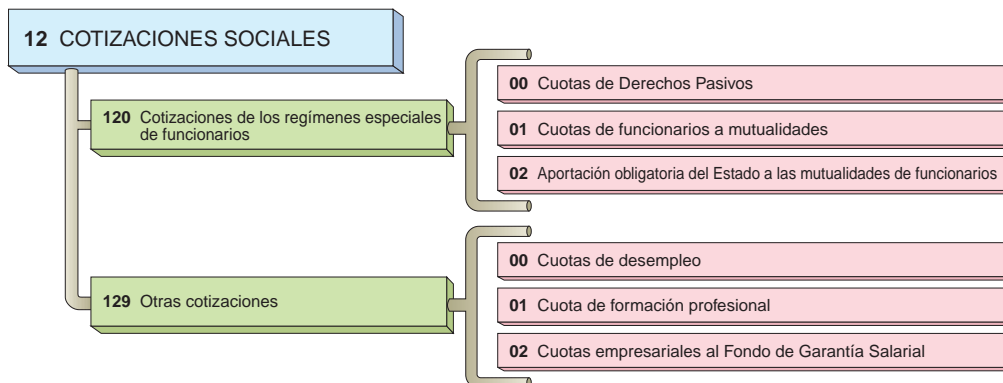 12 COTIZACIONES SOCIALES
120 Cotizaciones de los regímenes especiales
de funcionarios
00 Cuotas de Derechos Pasivos
01 Cuotas de funcionarios a mutualidades
02 Aportación obligatoria del Estado a las mutualidades de funcionarios
129 Otras cotizaciones
00 Cuotas de desempleo
01 Cuota de formación profesional
02 Cuotas empresariales al Fondo de Garantía Salarial